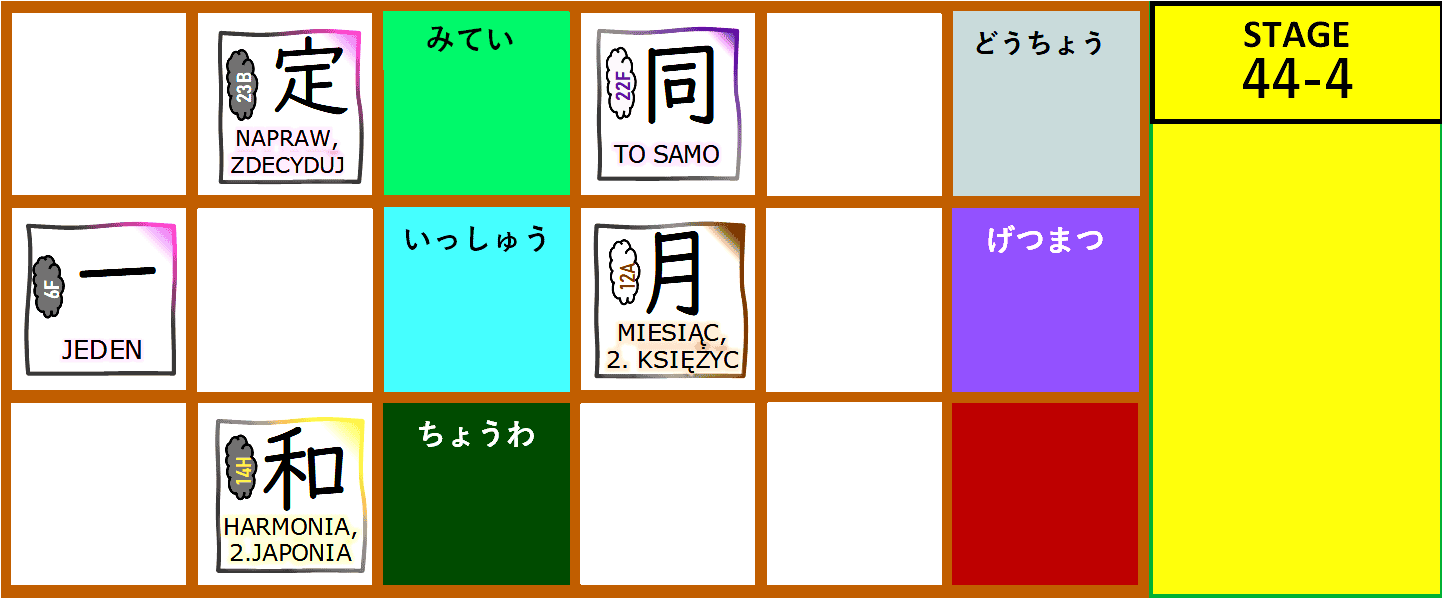 23B
定
NAPRAW,
ZDECYDUJ
みてい
22F
同
TO SAMO
どうちょう
STAGE
44-4
6F
一
JEDEN
いっしゅう
12A
月
MIESIĄC,
2. KSIĘŻYC
げつまつ
14H
和
HARMONIA,
2.JAPONIA
ちょうわ